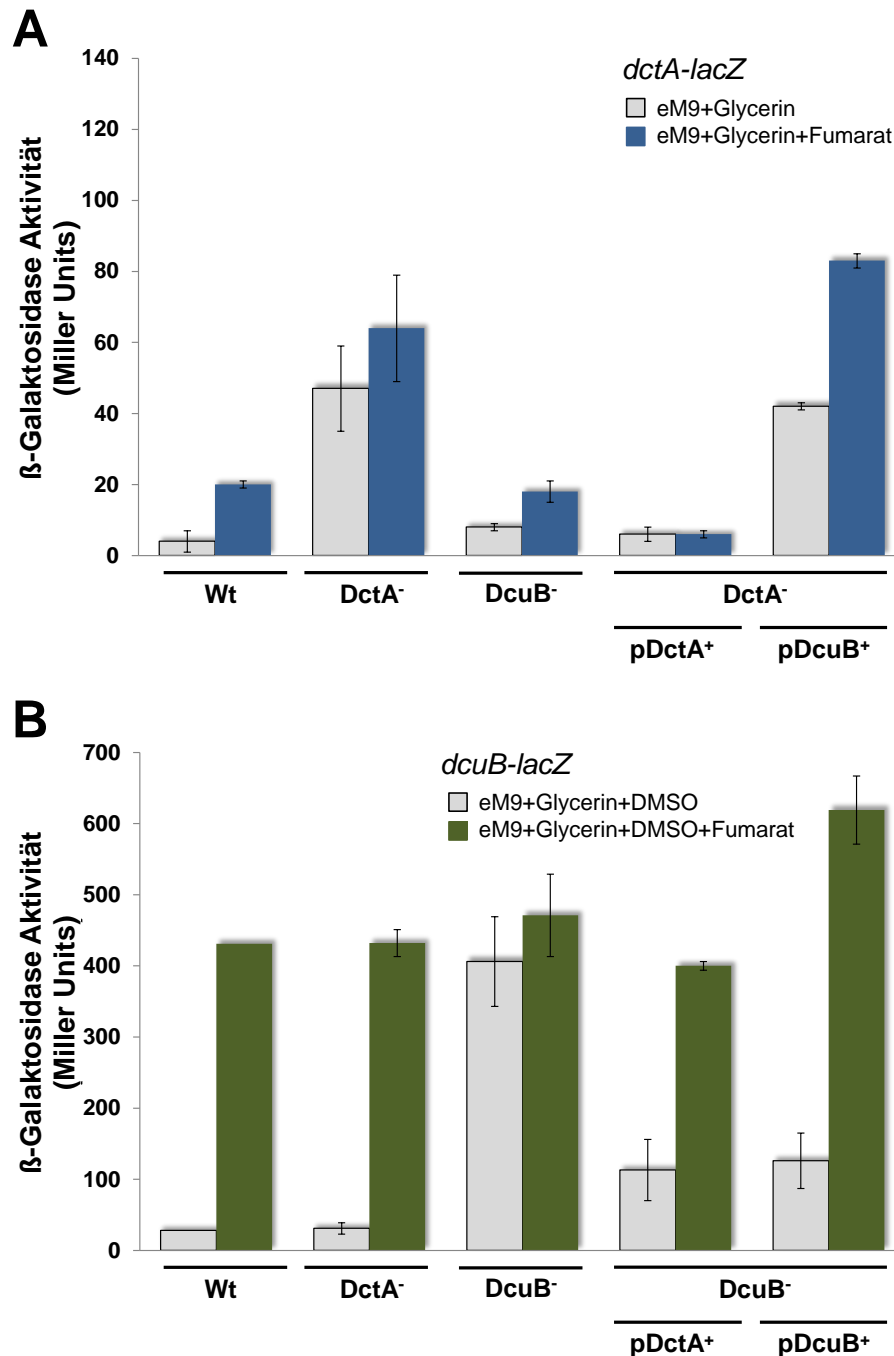 A
dctA-lacZ
eM9+Glycerin
eM9+Glycerin+Fumarat
ß-Galaktosidase Aktivität
(Miller Units)
140
120
100
80
60
40
20
0
Wt
DctA-
DcuB-
DctA-
pDctA+
pDcuB+
B
dcuB-lacZ
eM9+Glycerin+DMSO
eM9+Glycerin+DMSO+Fumarat
ß-Galaktosidase Aktivität
(Miller Units)
700
600
500
400
300
200
100
0
Wt
DctA-
DcuB-
DcuB-
pDctA+
pDcuB+